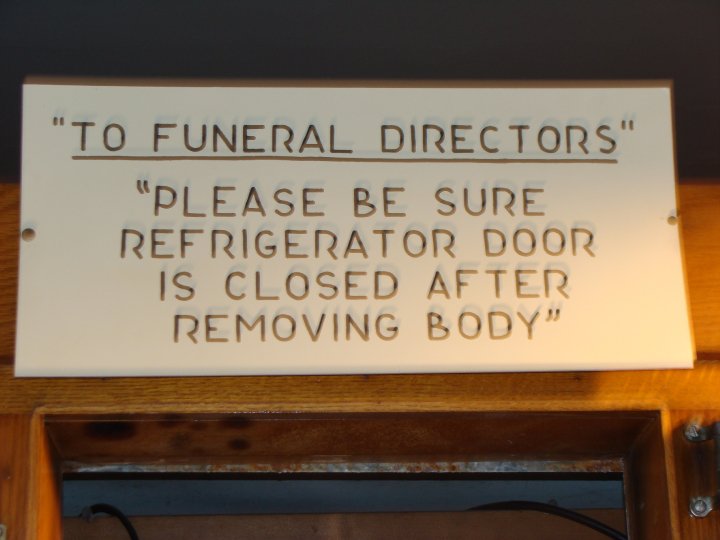 "TO FUNERAL DIRECTORS"
"PLEASE BE SURE
REFRIGERATOR DOOR
IS CLOSED AFTER
REMOVING BODY"